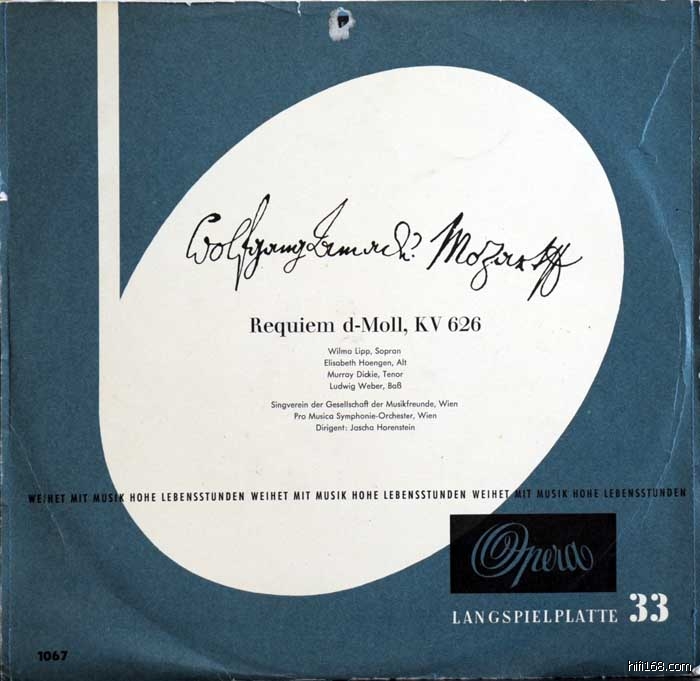 Wolfgang Amadé Mozart
Requiem d-Moll, KV 626
Wilma Lipp, Sopran
Elisabeth Hoengen, Alt
Murray Dickie, Tenor
Ludwig Weber, Baß
Singverein der Gesellschaft der Musikfreunde, Wien
Pro Musica Symphonie-Orchester, Wien
Dirigent: Jascha Horenstein
WEIHET MIT MUSIK HOHE LEBENSSTUNDEN WEIHET MIT MUSIK HOHE LEBENSSTUNDEN WEIHET MIT MUSIK HOHE LEBENSSTUNDEN
Opera
LANGSPIELPLATTE 33
1067
hifi168.com